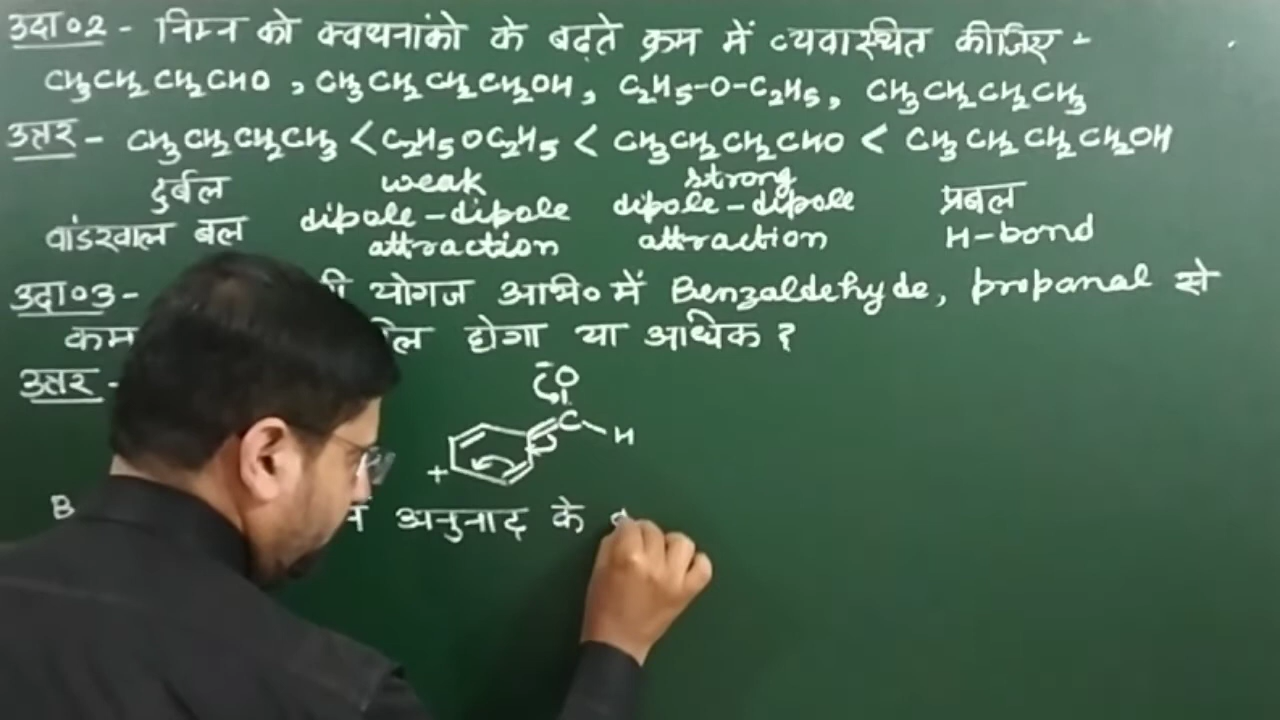 उदा०2 - निम्न को क्वथनांको के बढ़ते क्रम में व्यवास्थित कीजिए -
CH₃CH₂CH₂CHO, CH₃CH₂CH₂CH₂OH, C₂H₅-O-C₂H₅, CH₃CH₂CH₂CH₃
उत्तर - CH₃CH₂CH₂CH₃ < C₂H₅OC₂H₅ < CH₃CH₂CH₂CHO < CH₃CH₂CH₂CH₂OH
दुर्बल weak strong प्रबल
वांडरवाल बल dipole-dipole dipole-dipole H-bond
attraction attraction
उदा०3- योगज आभि० में Benzaldehyde, propanal से
कम होगा या आधिक ?
उत्तर -
O
C H
+
B अनुनाद के